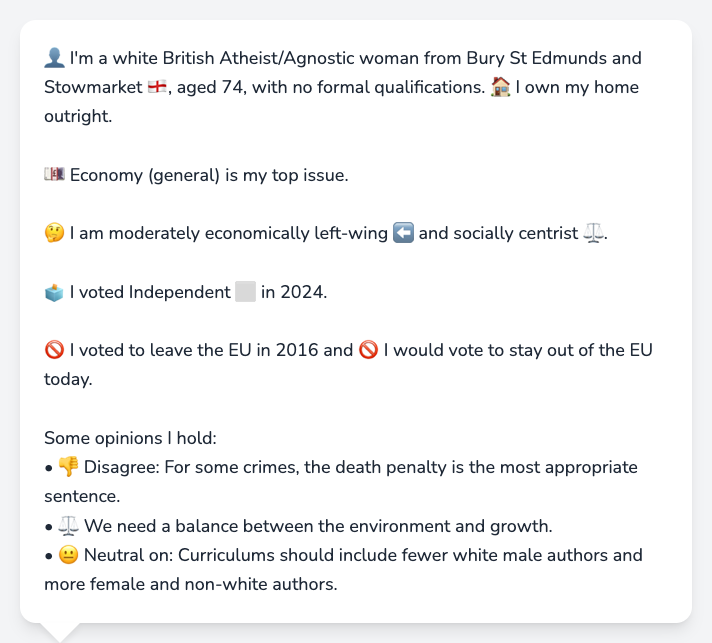 👤 I'm a white British Atheist/Agnostic woman from Bury St Edmunds and
Stowmarket 🏴󠁧󠁢󠁥󠁮󠁧󠁿, aged 74, with no formal qualifications. 🏠 I own my home
outright.
💷 Economy (general) is my top issue.
🤔 I am moderately economically left-wing ⬅️ and socially centrist ⚖️.
🗳️ I voted Independent ⬜ in 2024.
🚫 I voted to leave the EU in 2016 and 🚫 I would vote to stay out of the EU
today.
Some opinions I hold:
• 👎 Disagree: For some crimes, the death penalty is the most appropriate
sentence.
• ⚖️ We need a balance between the environment and growth.
• 😐 Neutral on: Curriculums should include fewer white male authors and
more female and non-white authors.